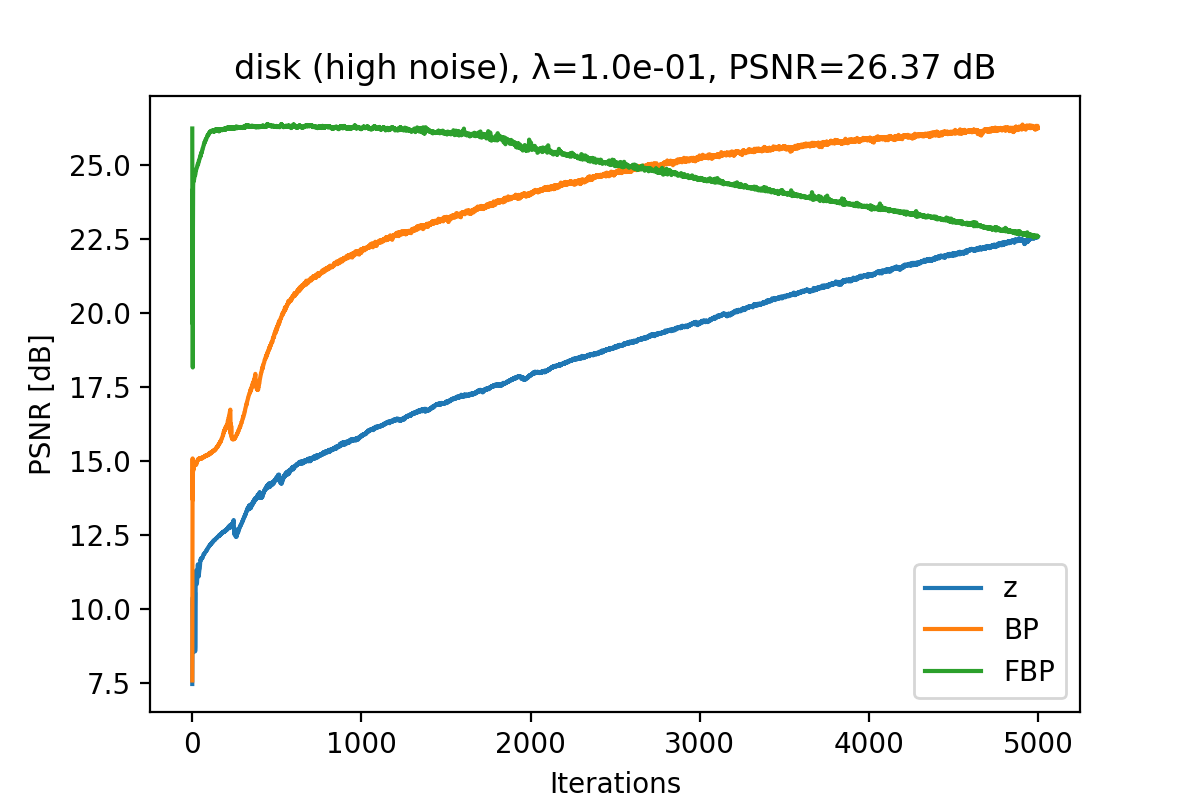 disk (high noise), λ=1.0e-01, PSNR=26.37 dB
PSNR [dB]
25.0
22.5
20.0
17.5
15.0
12.5
10.0
7.5
z
BP
FBP
0 1000 2000 3000 4000 5000
Iterations